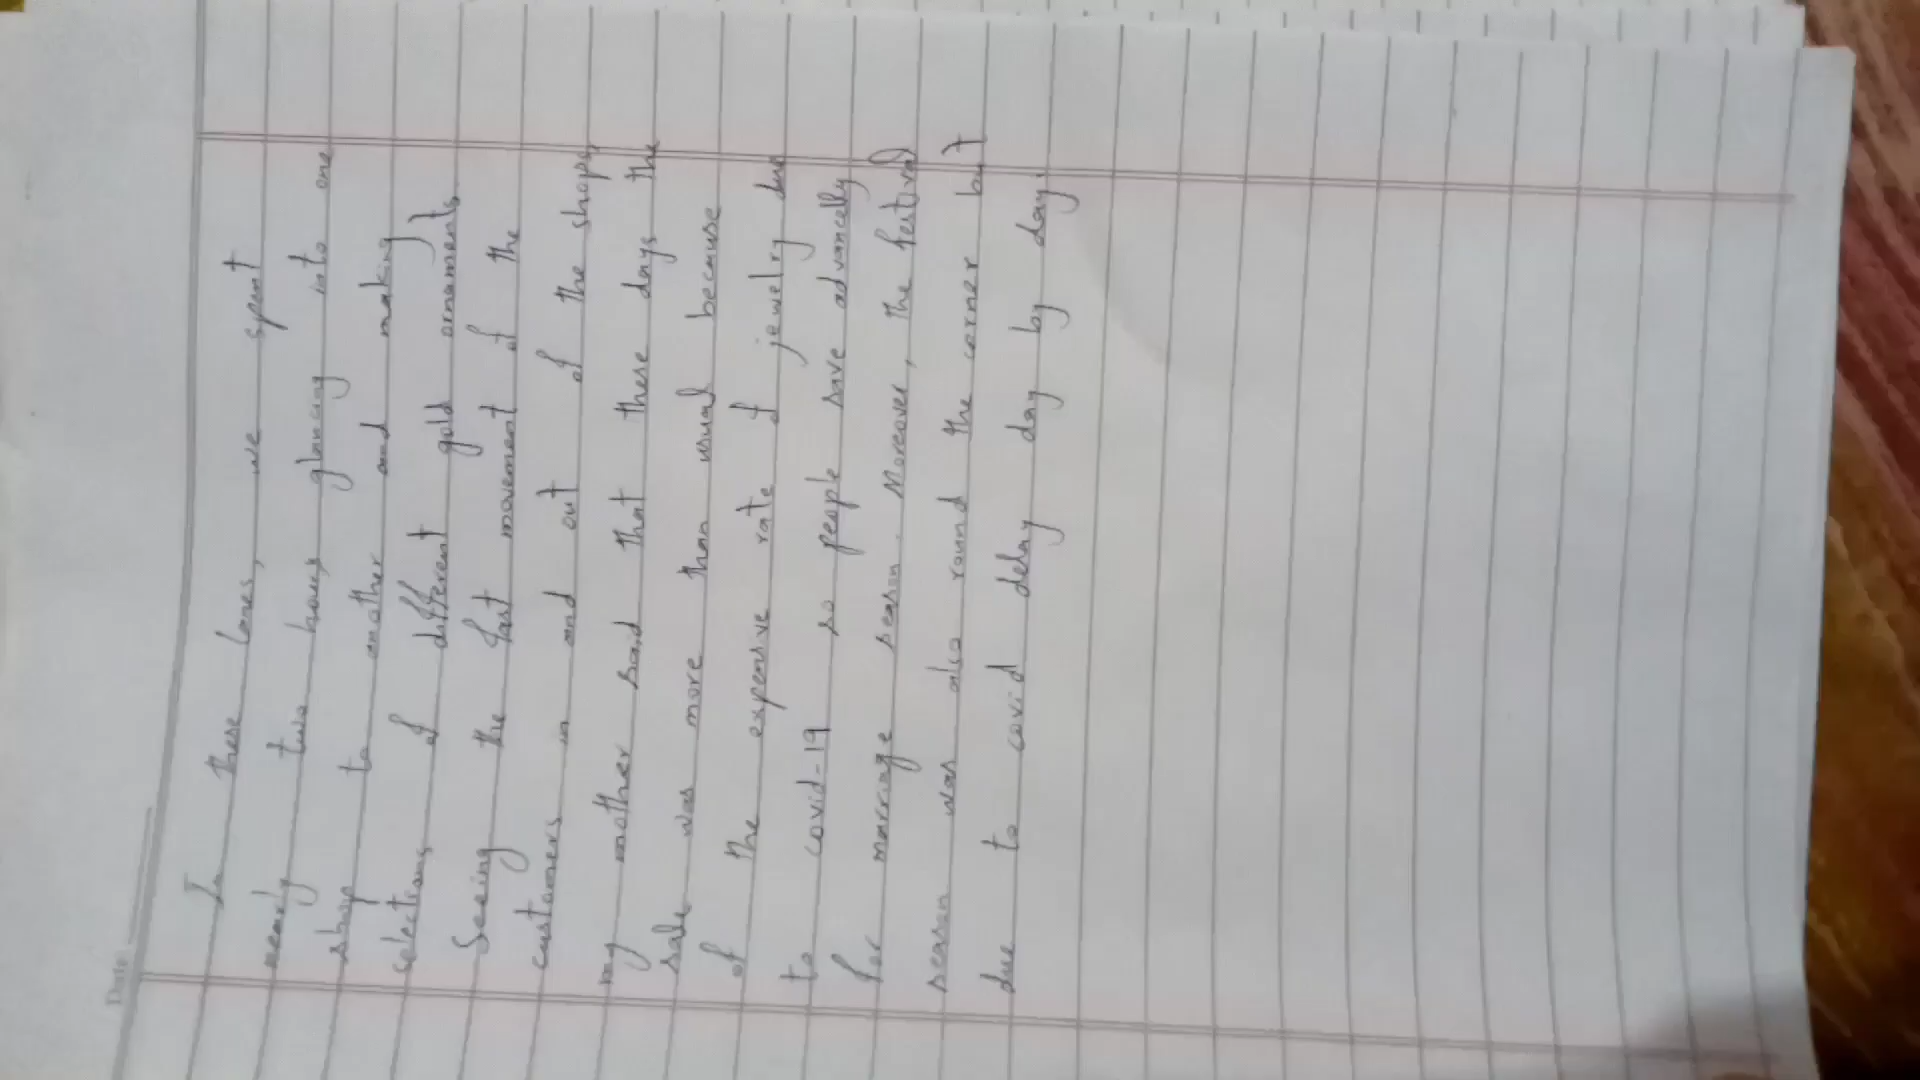 Date
In these lanes, we spent
nearly two hours glancing into one
shop to another and making
selections of different gold ornaments.
Seeing the fast movement of the
customers in and out of the shops,
my mother said that these days the
sale was more than usual because
of the expensive rate of jewelry due
to covid-19 so people save advancelly
for marriage season. Moreover, the festival
season was also round the corner but
due to covid delay day by day.